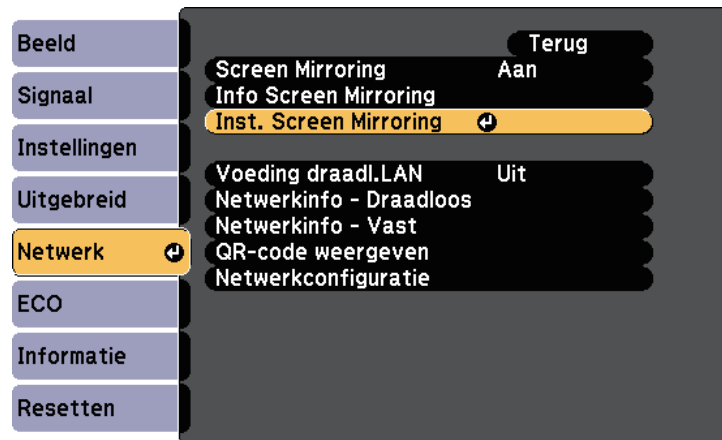 Beeld
Signaal
Instellingen
Uitgebreid
Netwerk
ECO
Informatie
Resetten
Terug
Screen Mirroring Aan
Info Screen Mirroring
Inst. Screen Mirroring
Voeding draadl.LAN Uit
Netwerkinfo - Draadloos
Netwerkinfo - Vast
QR-code weergeven
Netwerkconfiguratie